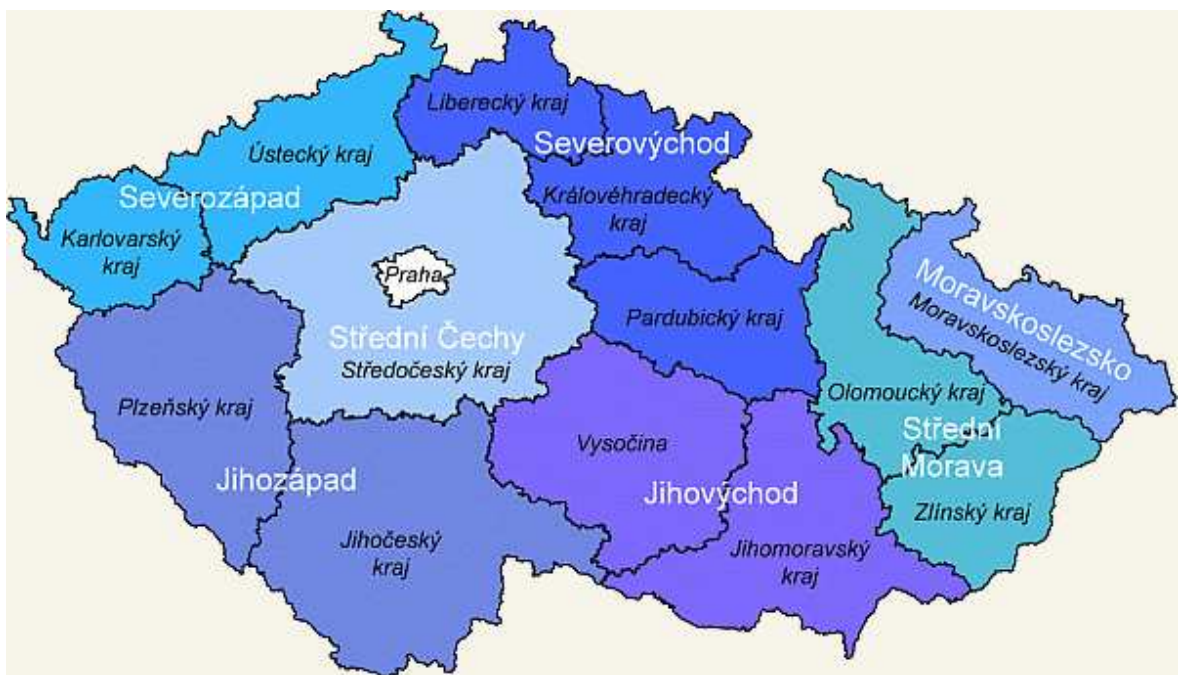 Liberecký kraj
Severovýchod
Ústecký kraj
Severozápad
Královéhradecký
kraj
Karlovarský
kraj
Praha
Moravskoslezsko
Moravskoslezský kraj
Pardubický kraj
Střední Čechy
Středočeský kraj
Plzeňský kraj
Olomoucký kraj
Střední
Morava
Vysočina
Jihozápad
Jihovýchod
Zlínský kraj
Jihočeský
kraj
Jihomoravský
kraj